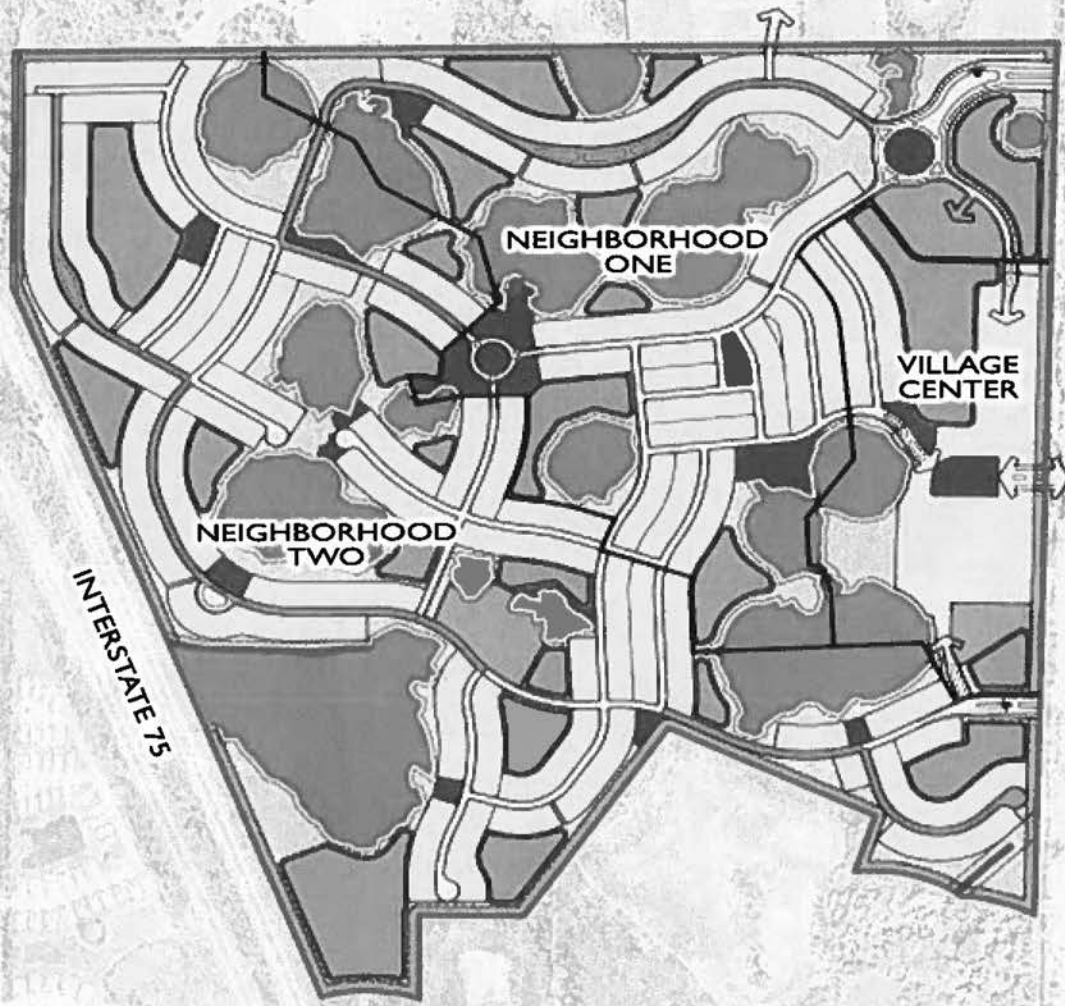 NEIGHBORHOOD
ONE
VILLAGE
CENTER
NEIGHBORHOOD
TWO
INTERSTATE 75